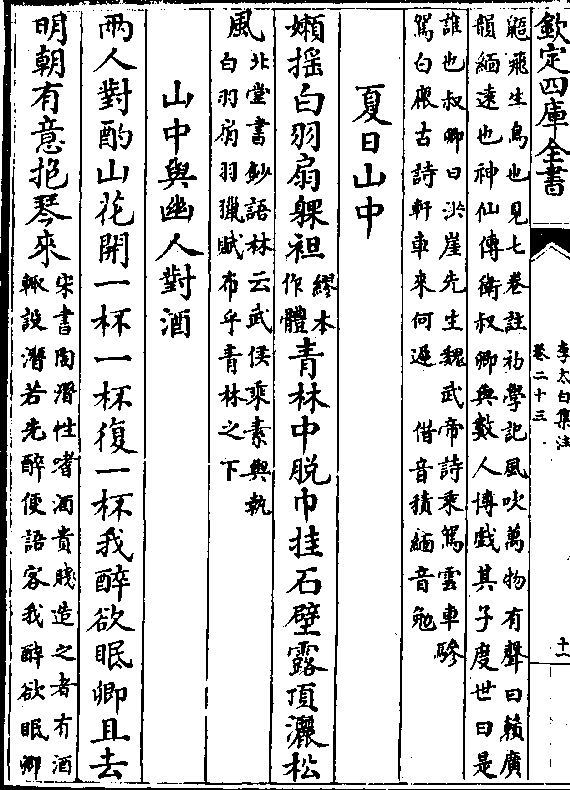 欽定四庫全書
李太白集注
卷二十三
十一
鼯飛生鳥也見七卷註初學記風吹萬物有聲曰籟廣
韻緬遠也神仙傳衛叔卿與數人博戲其子度世曰是
誰也叔卿曰洪崖先生魏武帝詩乘駕雲車驂
駕白鹿古詩軒車來何遲　借音積緬音勉
夏日山中
嬾揺白羽扇躶袒
繆本
作體
青林中脱巾挂石壁露頂灑松
風
北堂書鈔語林云武侯乘素輿執
白羽扇羽獵賦布乎青林之下
山中與幽人對酒
兩人對酌山花開一杯一杯復一杯我醉欲眠卿且去
明朝有意抱琴來
宋書陶潛性嗜酒貴賤造之者有酒
輒設潛若先醉便語客我醉欲眠卿